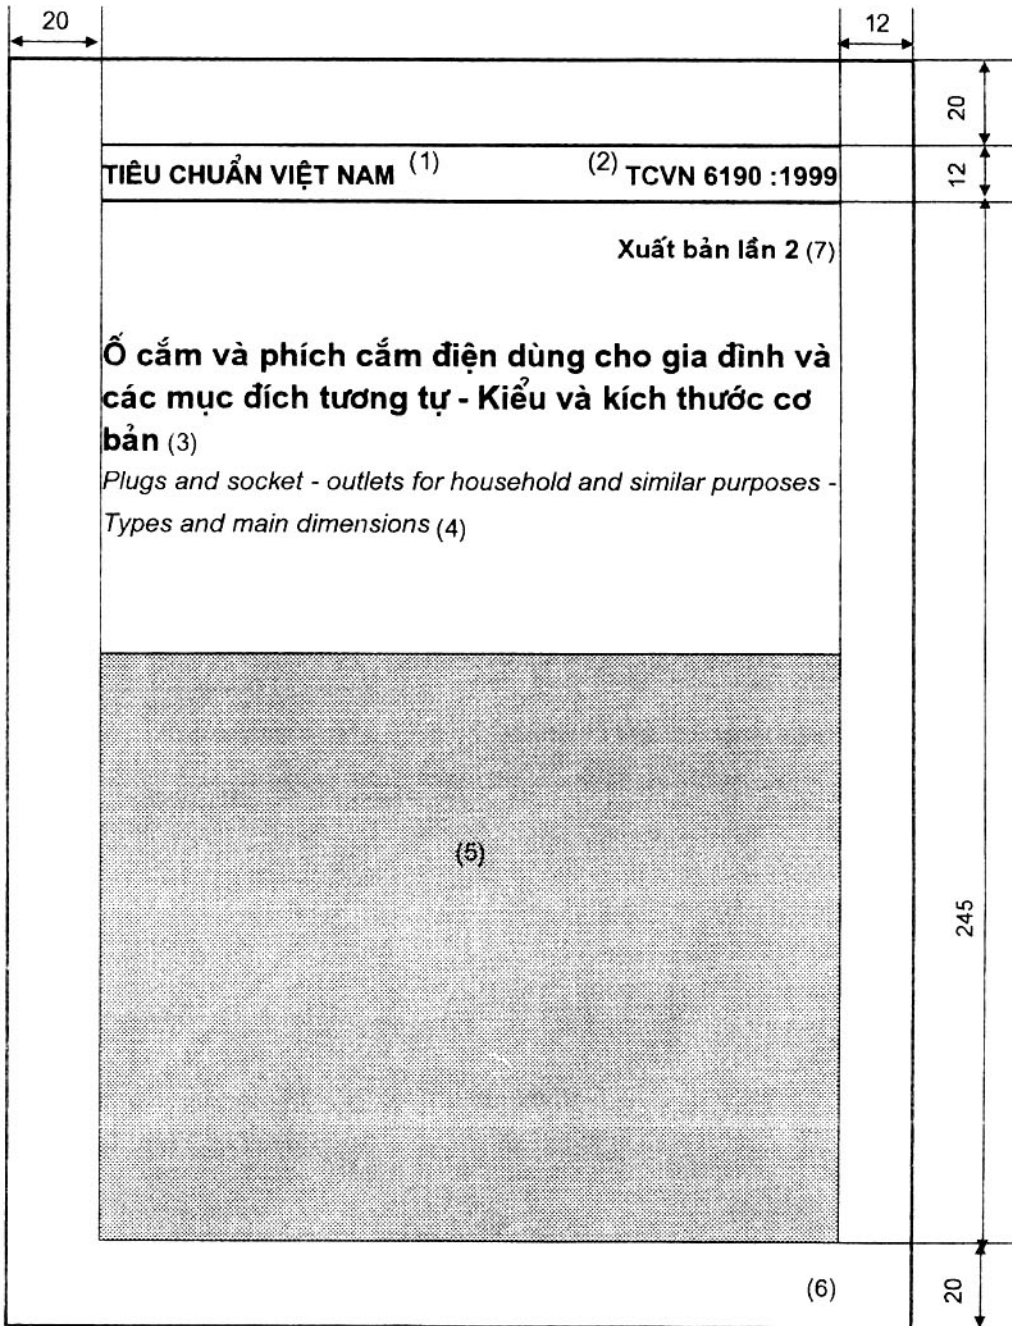 20
12
20
TIÊU CHUẨN VIỆT NAM (1) (2) TCVN 6190 :1999
12
Xuất bản lần 2 (7)
Ổ cắm và phích cắm điện dùng cho gia đình và
các mục đích tương tự - Kiểu và kích thước cơ
bản (3)
Plugs and socket - outlets for household and similar purposes -
Types and main dimensions (4)
(5)
245
(6)
20